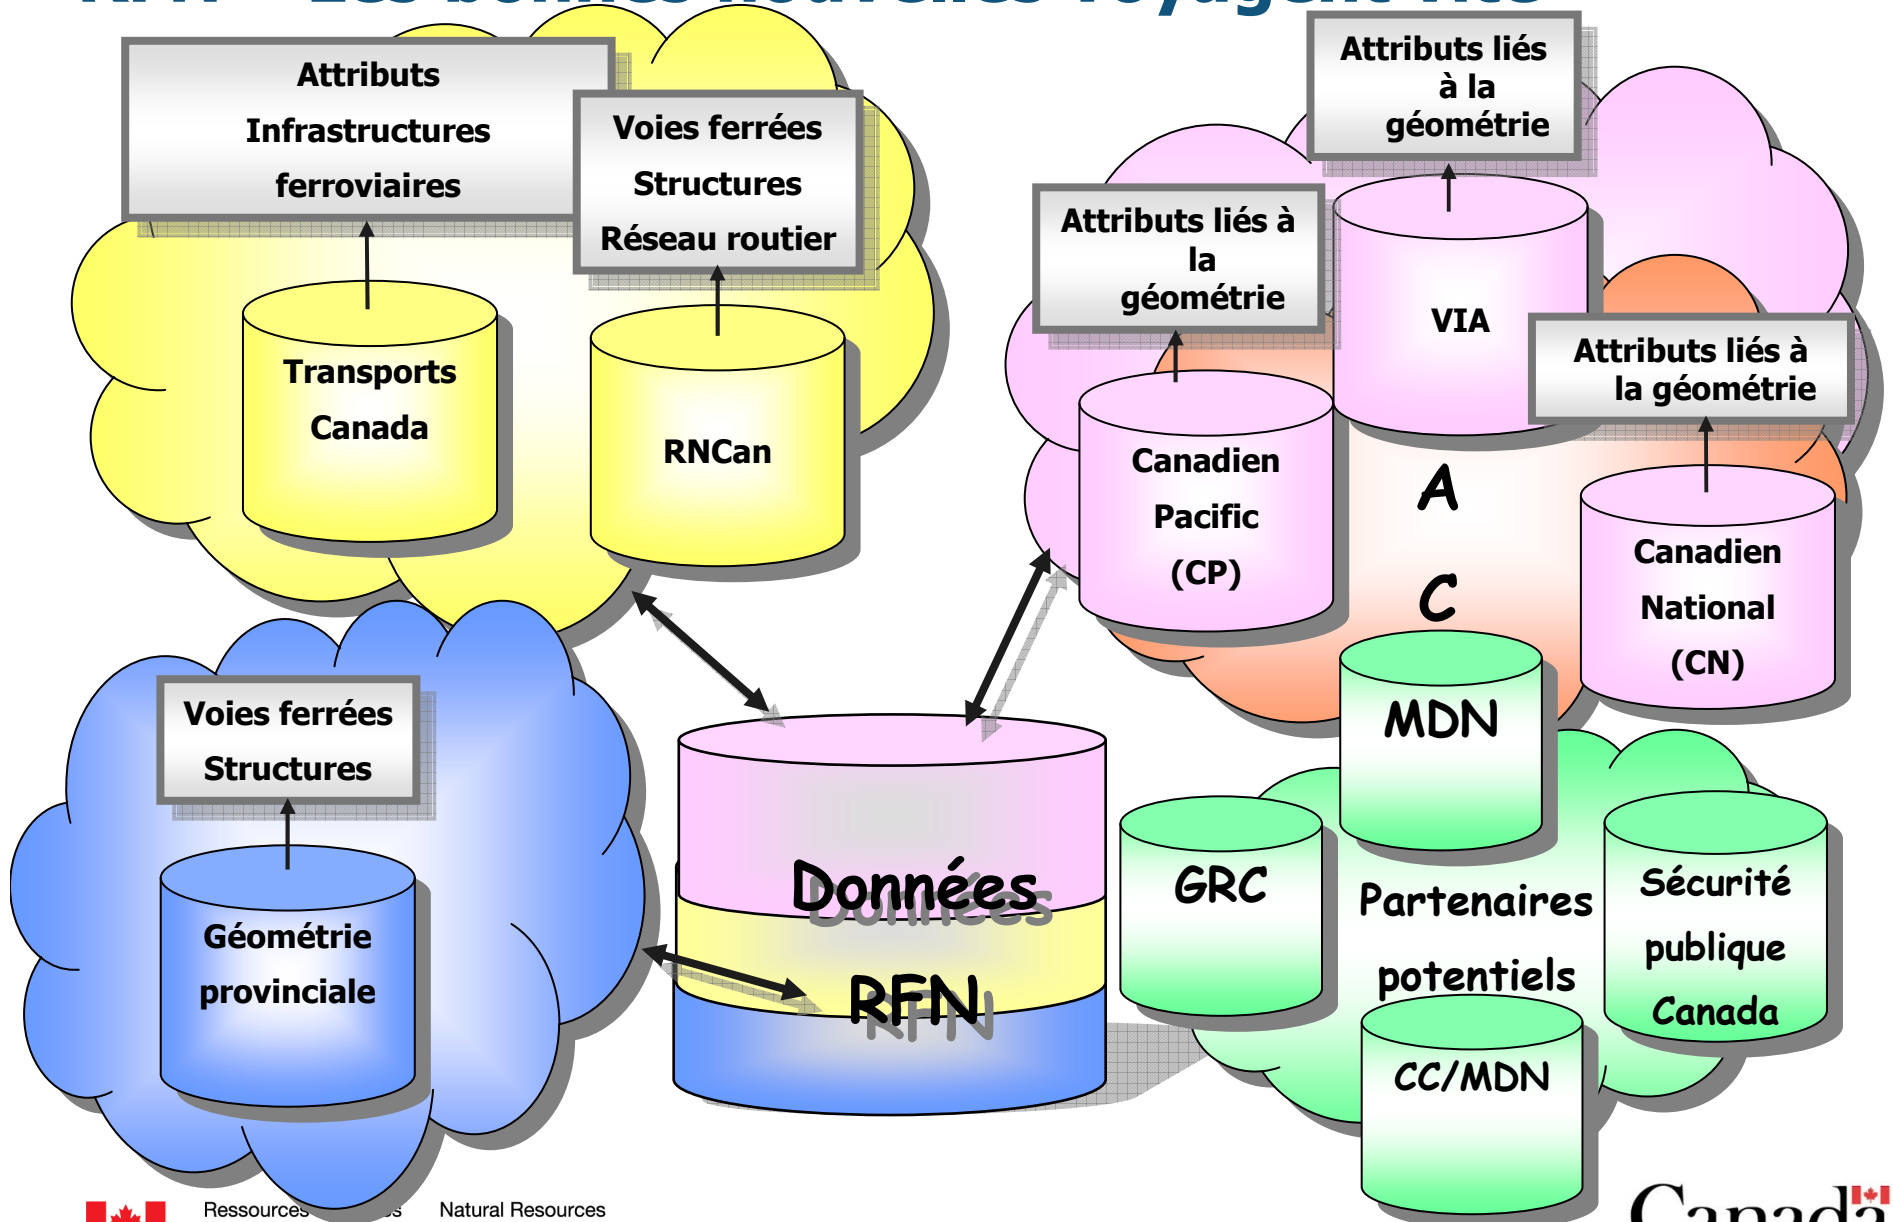 Attributs
Infrastructures
ferroviaires
Voies ferrées
Structures
Réseau routier
Transports
Canada
RNCan
Attributs liés
à la
géométrie
Attributs liés à
la
géométrie
VIA
Attributs liés à
la géométrie
Canadien
Pacific
(CP)
A
C
Canadien
National
(CN)
Voies ferrées
Structures
Géométrie
provinciale
Données
RFN
MDN
GRC
Partenaires
potentiels
Sécurité
publique
Canada
CC/MDN
Natural Resources
Canada